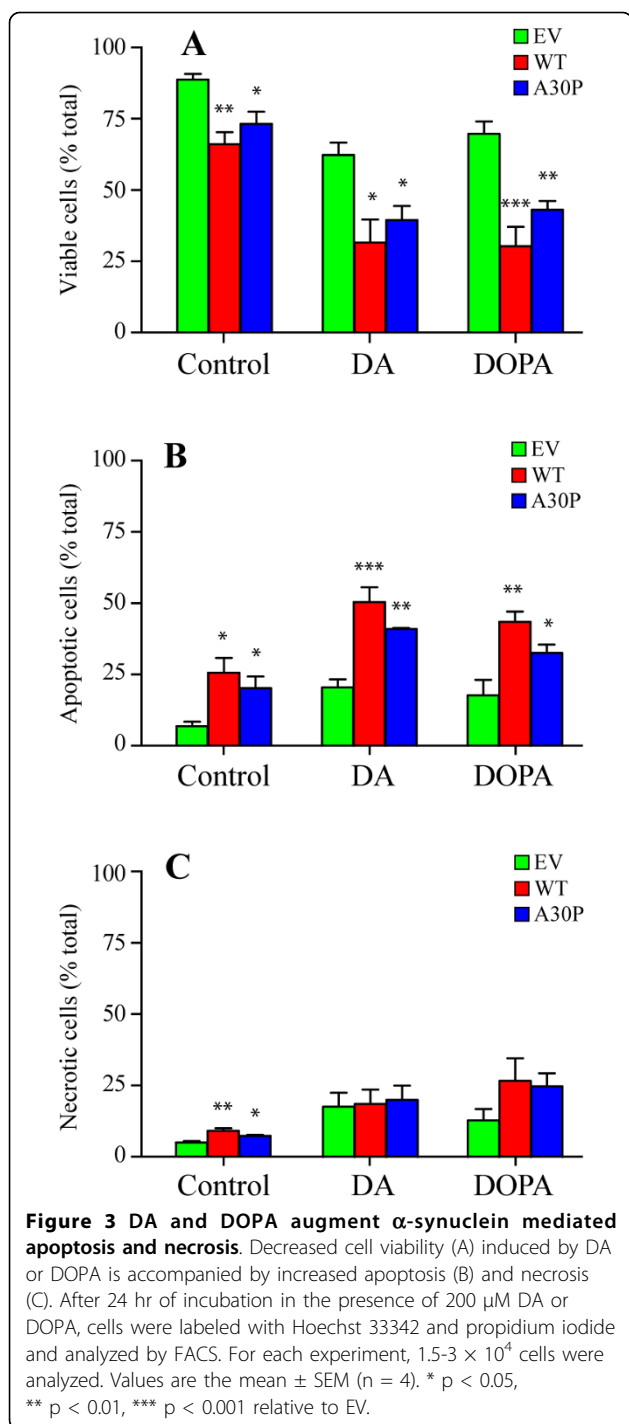 A
EV
WT
A30P
Viable cells (% total)
100
75
50
25
0
** *
* *
*** **
Control DA DOPA
B
EV
WT
A30P
Apoptotic cells (% total)
100
75
50
25
0
* *
*** **
** *
Control DA DOPA
C
EV
WT
A30P
Necrotic cells (% total)
100
75
50
25
0
** *
Control DA DOPA
Figure 3 DA and DOPA augment α-synuclein mediated
apoptosis and necrosis. Decreased cell viability (A) induced by DA
or DOPA is accompanied by increased apoptosis (B) and necrosis
(C). After 24 hr of incubation in the presence of 200 μM DA or
DOPA, cells were labeled with Hoechst 33342 and propidium iodide
and analyzed by FACS. For each experiment, 1.5-3 × 10⁴ cells were
analyzed. Values are the mean ± SEM (n = 4). * p < 0.05,
** p < 0.01, *** p < 0.001 relative to EV.